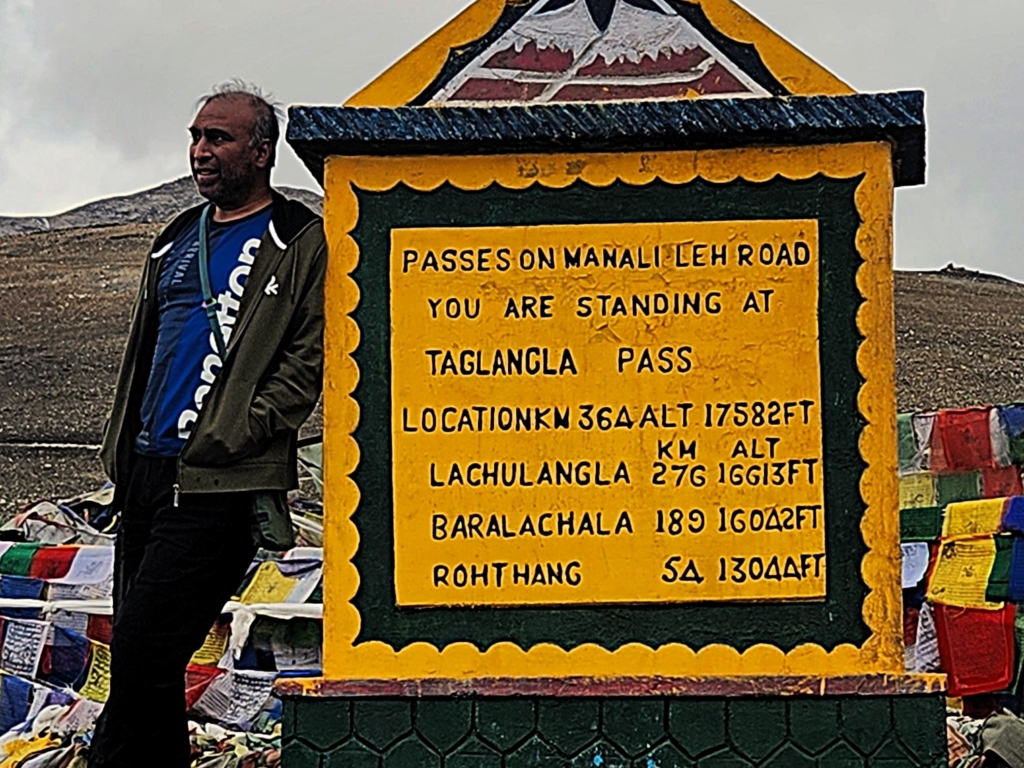 PASSES ON MANALI LEH ROAD
YOU ARE STANDING AT
TAGLANGLA PASS
LOCATION KM 364 ALT 17582FT
KM ALT
LACHULANGLA 276 16613FT
BARALACHALA 189 16042FT
ROHTHANG 54 13044FT
Benetton